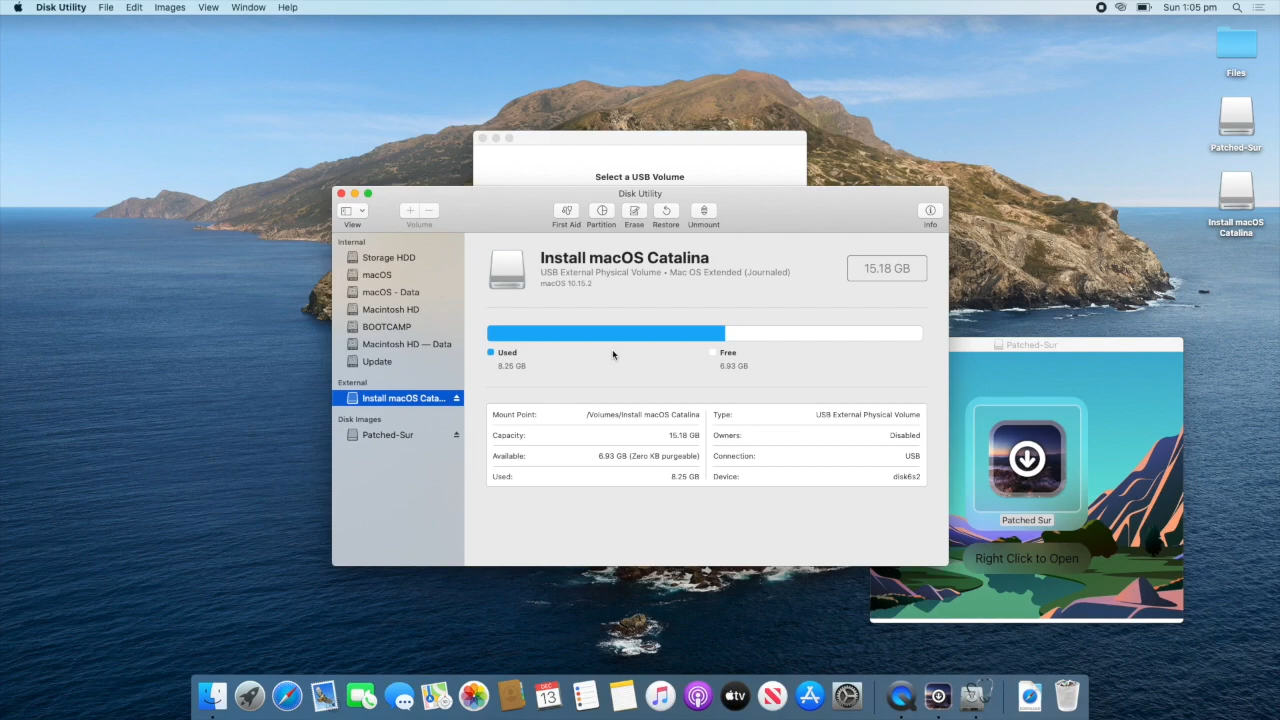 Disk Utility File Edit Images View Window Help Sun 1:05 pm
Files
Patched-Sur
Install macOS
Catalina
Select a USB Volume
Disk Utility
View Volume First Aid Partition Erase Restore Unmount Info
Internal
Storage HDD
macOS
macOS - Data
Macintosh HD
BOOTCAMP
Macintosh HD — Data
Update
External
Install macOS Cata...
Disk Images
Patched-Sur
Install macOS Catalina
USB External Physical Volume • Mac OS Extended (Journaled)
macOS 10.15.2
15.18 GB
Used
8.25 GB
Free
6.93 GB
Mount Point: /Volumes/Install macOS Catalina
Capacity: 15.18 GB
Available: 6.93 GB (Zero KB purgeable)
Used: 8.25 GB
Type: USB External Physical Volume
Owners: Disabled
Connection: USB
Device: disk6s2
Patched-Sur
Patched Sur
Right Click to Open
DEC
13
tv